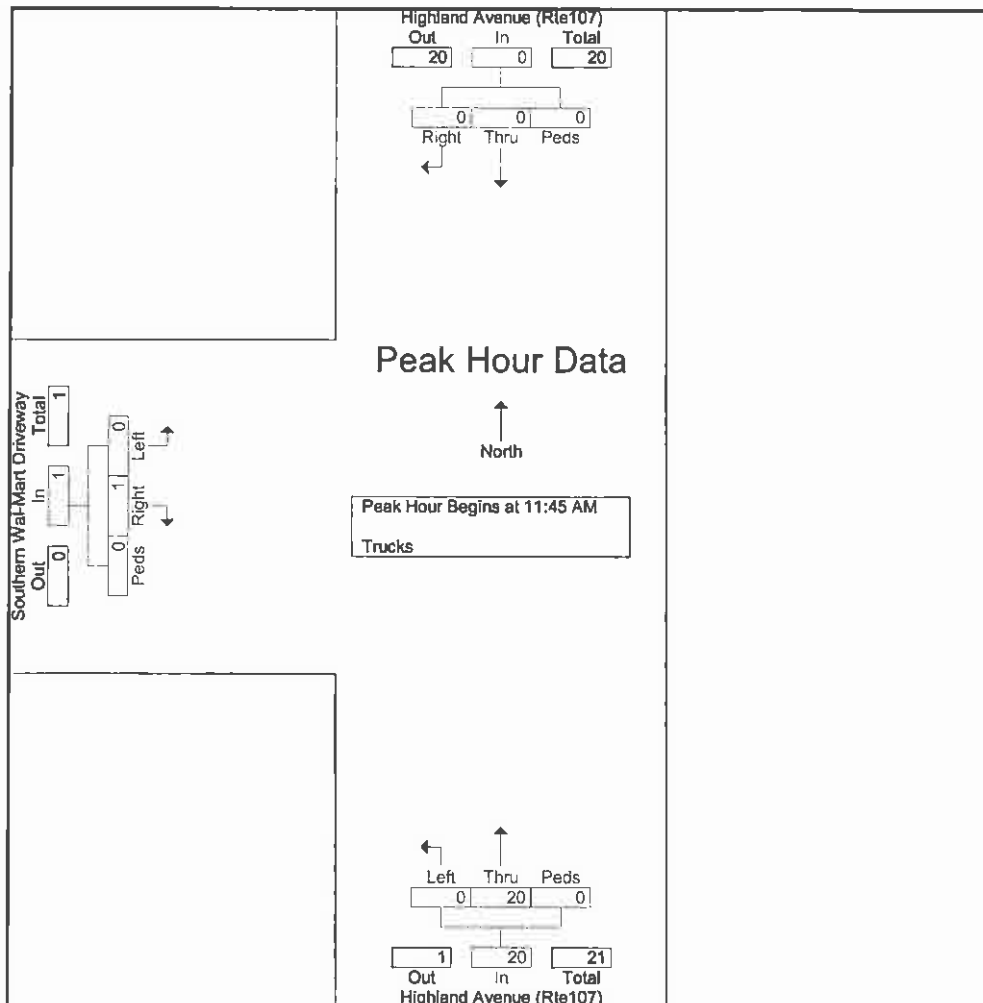 Highland Avenue (Rte107)
Out In Total
20 0 20
0 0 0
Right Thru Peds
Peak Hour Data
North
Peak Hour Begins at 11:45 AM
Trucks
Southern Wal-Mart Driveway
Out In Total
0 1 1
0 1 0
Peds Right Left
Left Thru Peds
0 20 0
1 20 21
Out In Total
Highland Avenue (Rte107)